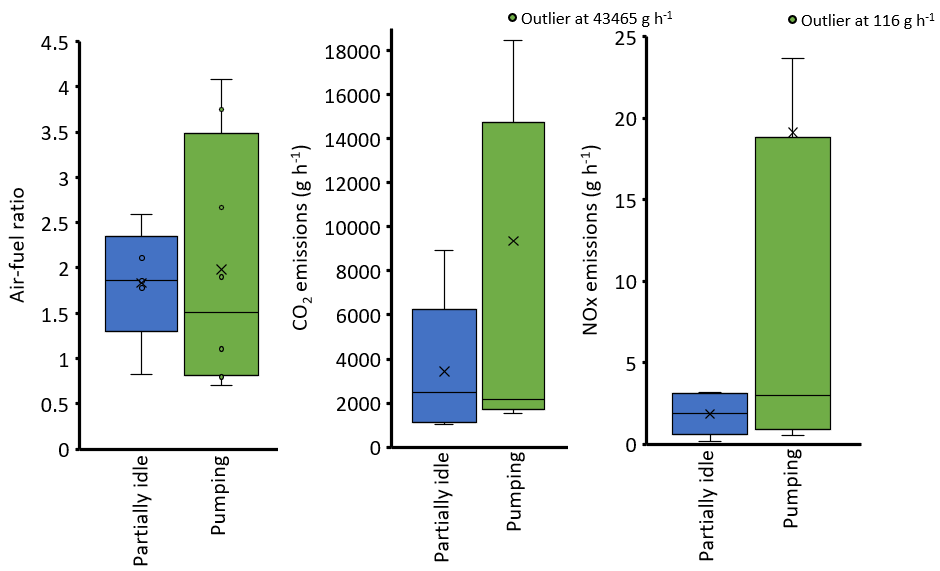 Outlier at 43465 g h⁻¹
Outlier at 116 g h⁻¹
Air-fuel ratio
4.5
4
3.5
3
2.5
2
1.5
1
0.5
0
Partially idle
Pumping
CO₂ emissions (g h⁻¹)
18000
16000
14000
12000
10000
8000
6000
4000
2000
0
Partially idle
Pumping
NOx emissions (g h⁻¹)
25
20
15
10
5
0
Partially idle
Pumping